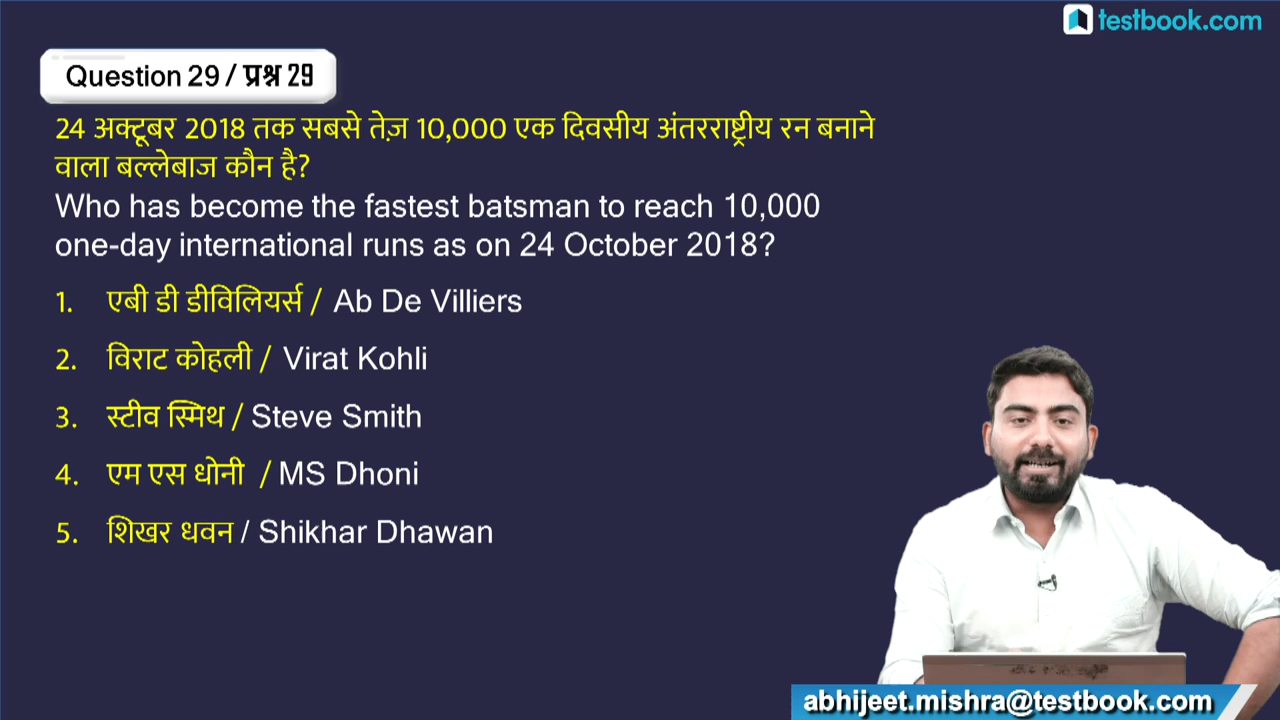 testbook.com
Question 29 / प्रश्न 29
24 अक्टूबर 2018 तक सबसे तेज़ 10,000 एक दिवसीय अंतरराष्ट्रीय रन बनाने
वाला बल्लेबाज कौन है?
Who has become the fastest batsman to reach 10,000
one-day international runs as on 24 October 2018?
1. एबी डी डीविलियर्स / Ab De Villiers
2. विराट कोहली / Virat Kohli
3. स्टीव स्मिथ / Steve Smith
4. एम एस धोनी / MS Dhoni
5. शिखर धवन / Shikhar Dhawan
abhijeet.mishra@testbook.com